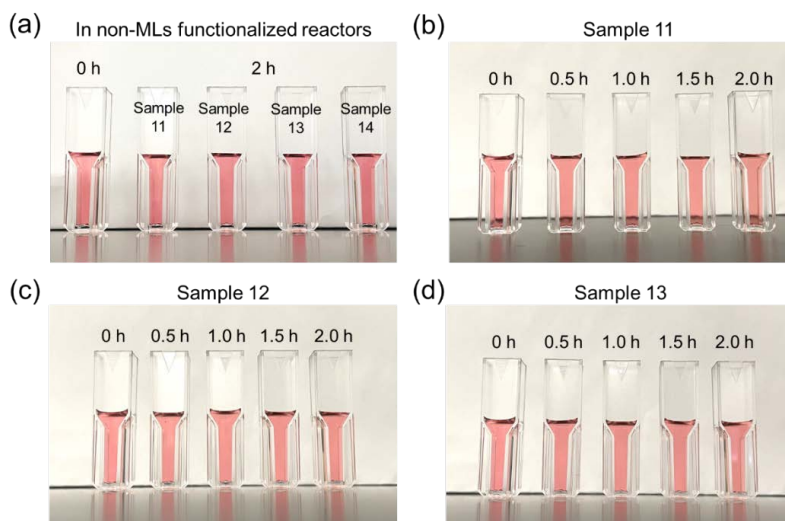 (a)
In non-MLs functionalized reactors
0 h
2 h
Sample
11
Sample
12
Sample
13
Sample
14
(b)
Sample 11
0 h 0.5 h 1.0 h 1.5 h 2.0 h
(c)
Sample 12
0 h 0.5 h 1.0 h 1.5 h 2.0 h
(d)
Sample 13
0 h 0.5 h 1.0 h 1.5 h 2.0 h